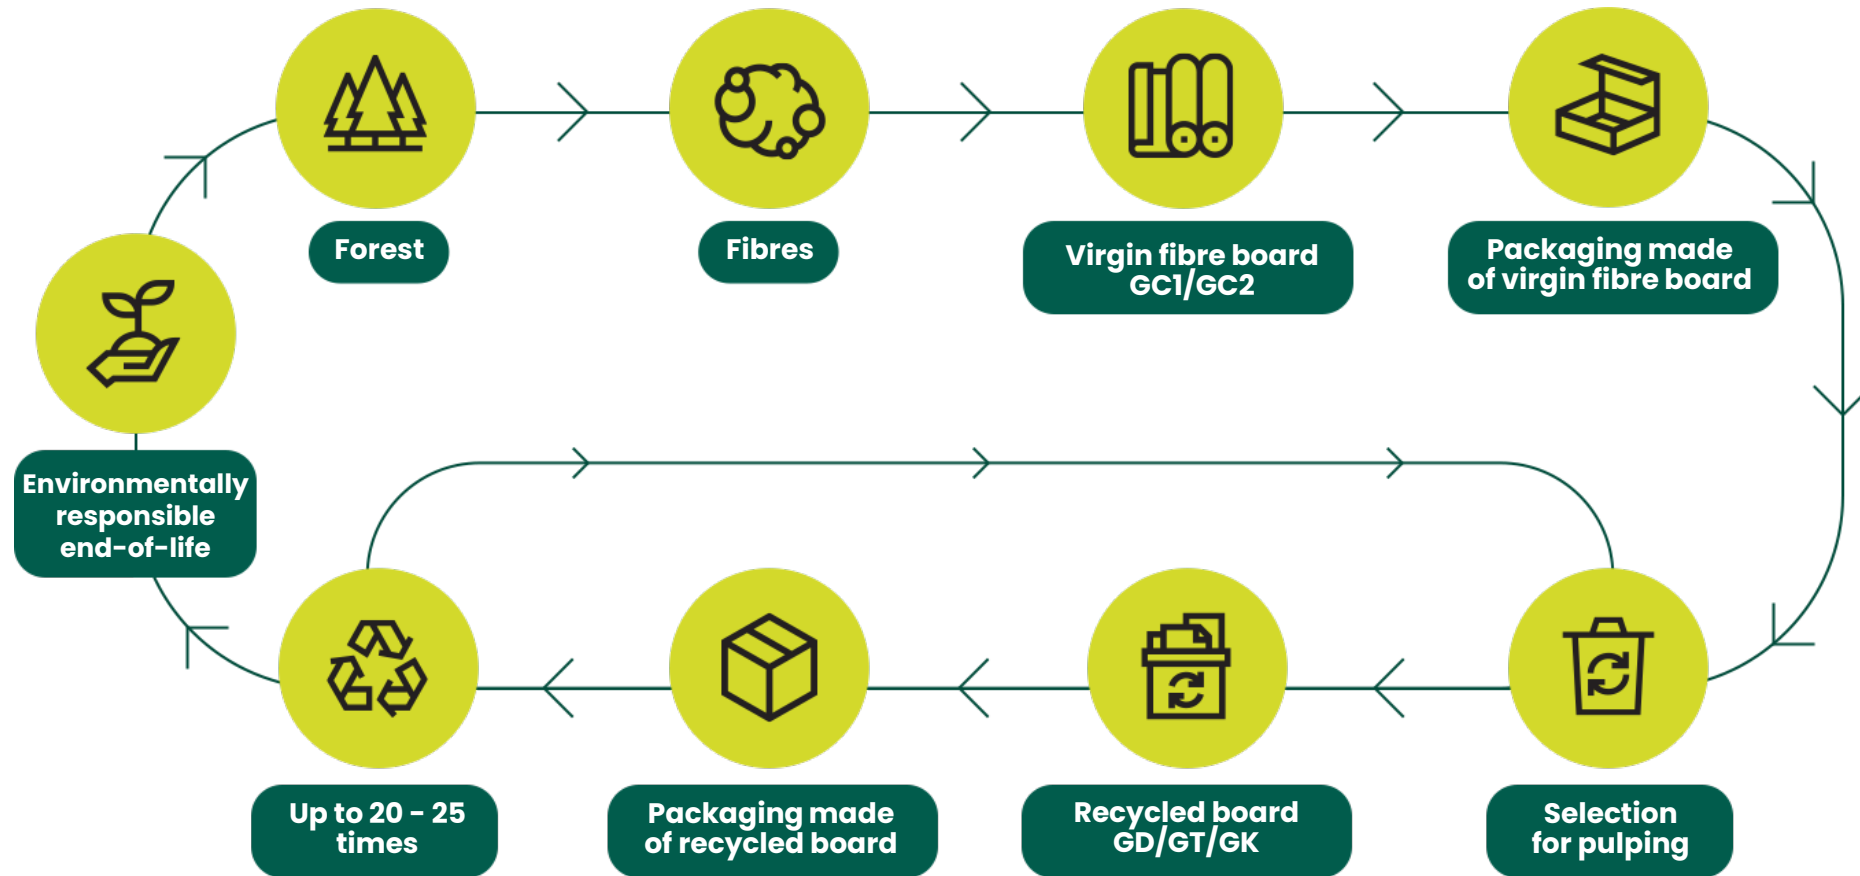 Forest
Fibres
Virgin fibre board
GC1/GC2
Packaging made
of virgin fibre board
Environmentally
responsible
end-of-life
Up to 20 - 25
times
Packaging made
of recycled board
Recycled board
GD/GT/GK
Selection
for pulping